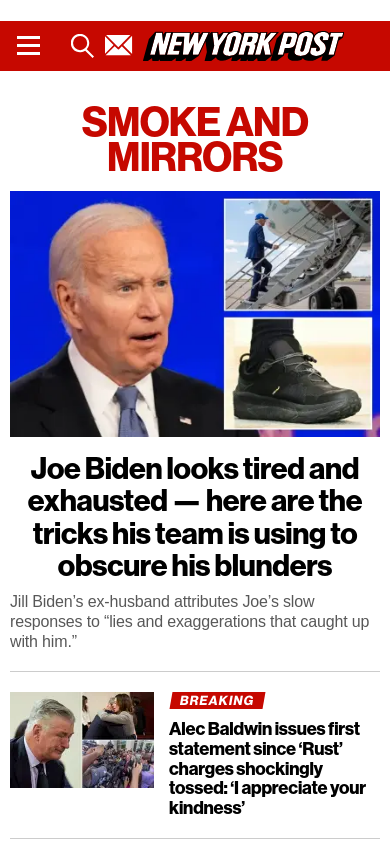 NEW YORK POST
SMOKE AND
MIRRORS
Joe Biden looks tired and
exhausted — here are the
tricks his team is using to
obscure his blunders
Jill Biden’s ex-husband attributes Joe’s slow
responses to “lies and exaggerations that caught up
with him.”
BREAKING
Alec Baldwin issues first
statement since ‘Rust’
charges shockingly
tossed: ‘I appreciate your
kindness’